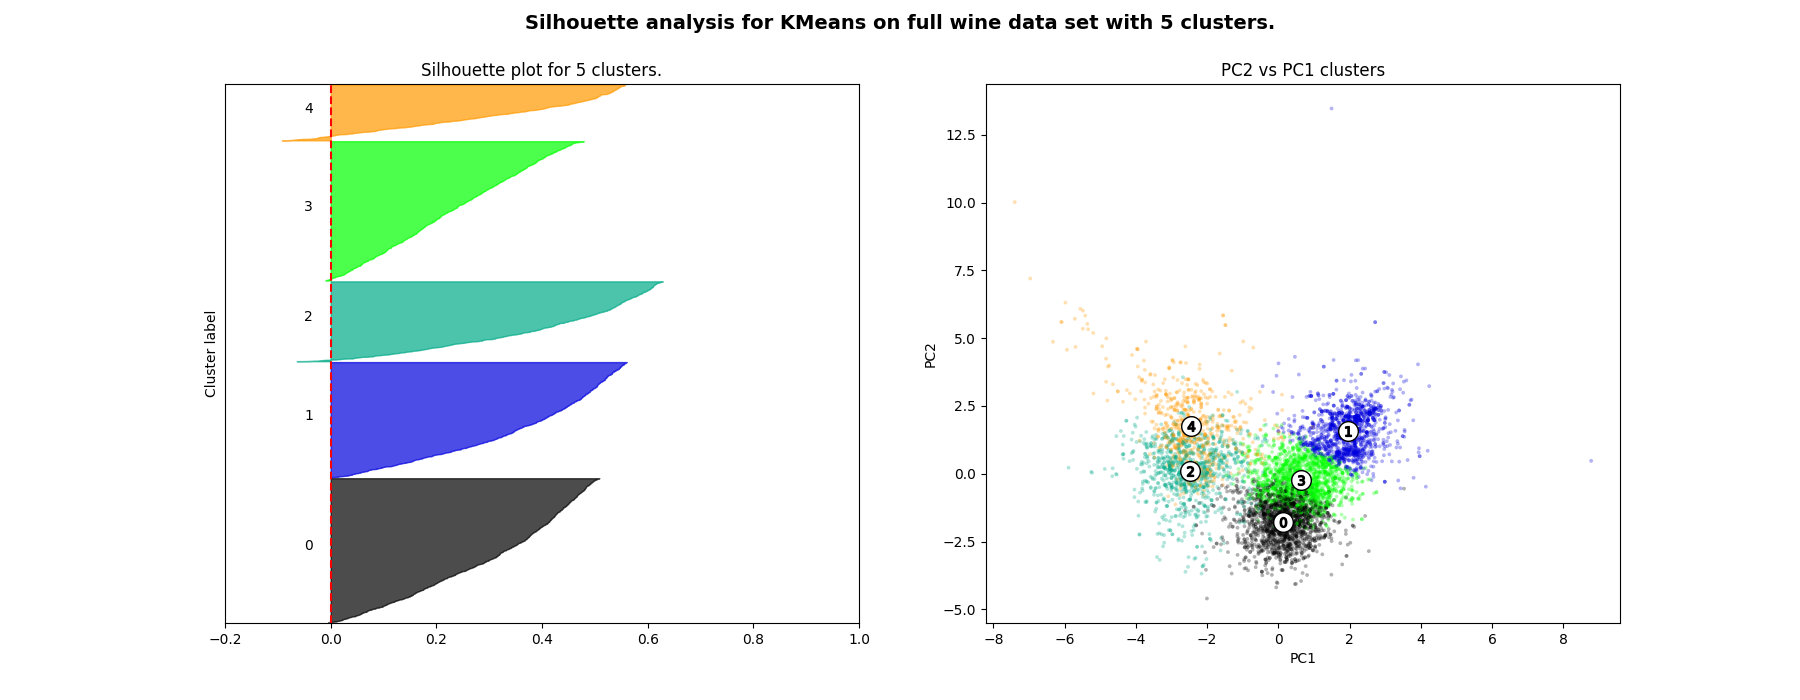 Silhouette analysis for KMeans on full wine data set with 5 clusters.
Silhouette plot for 5 clusters.
Cluster label
4
3
2
1
0
−0.2 0.0 0.2 0.4 0.6 0.8 1.0
PC2 vs PC1 clusters
PC2
12.5
10.0
7.5
5.0
2.5
0.0
−2.5
−5.0
4
1
2
3
0
−8 −6 −4 −2 0 2 4 6 8
PC1